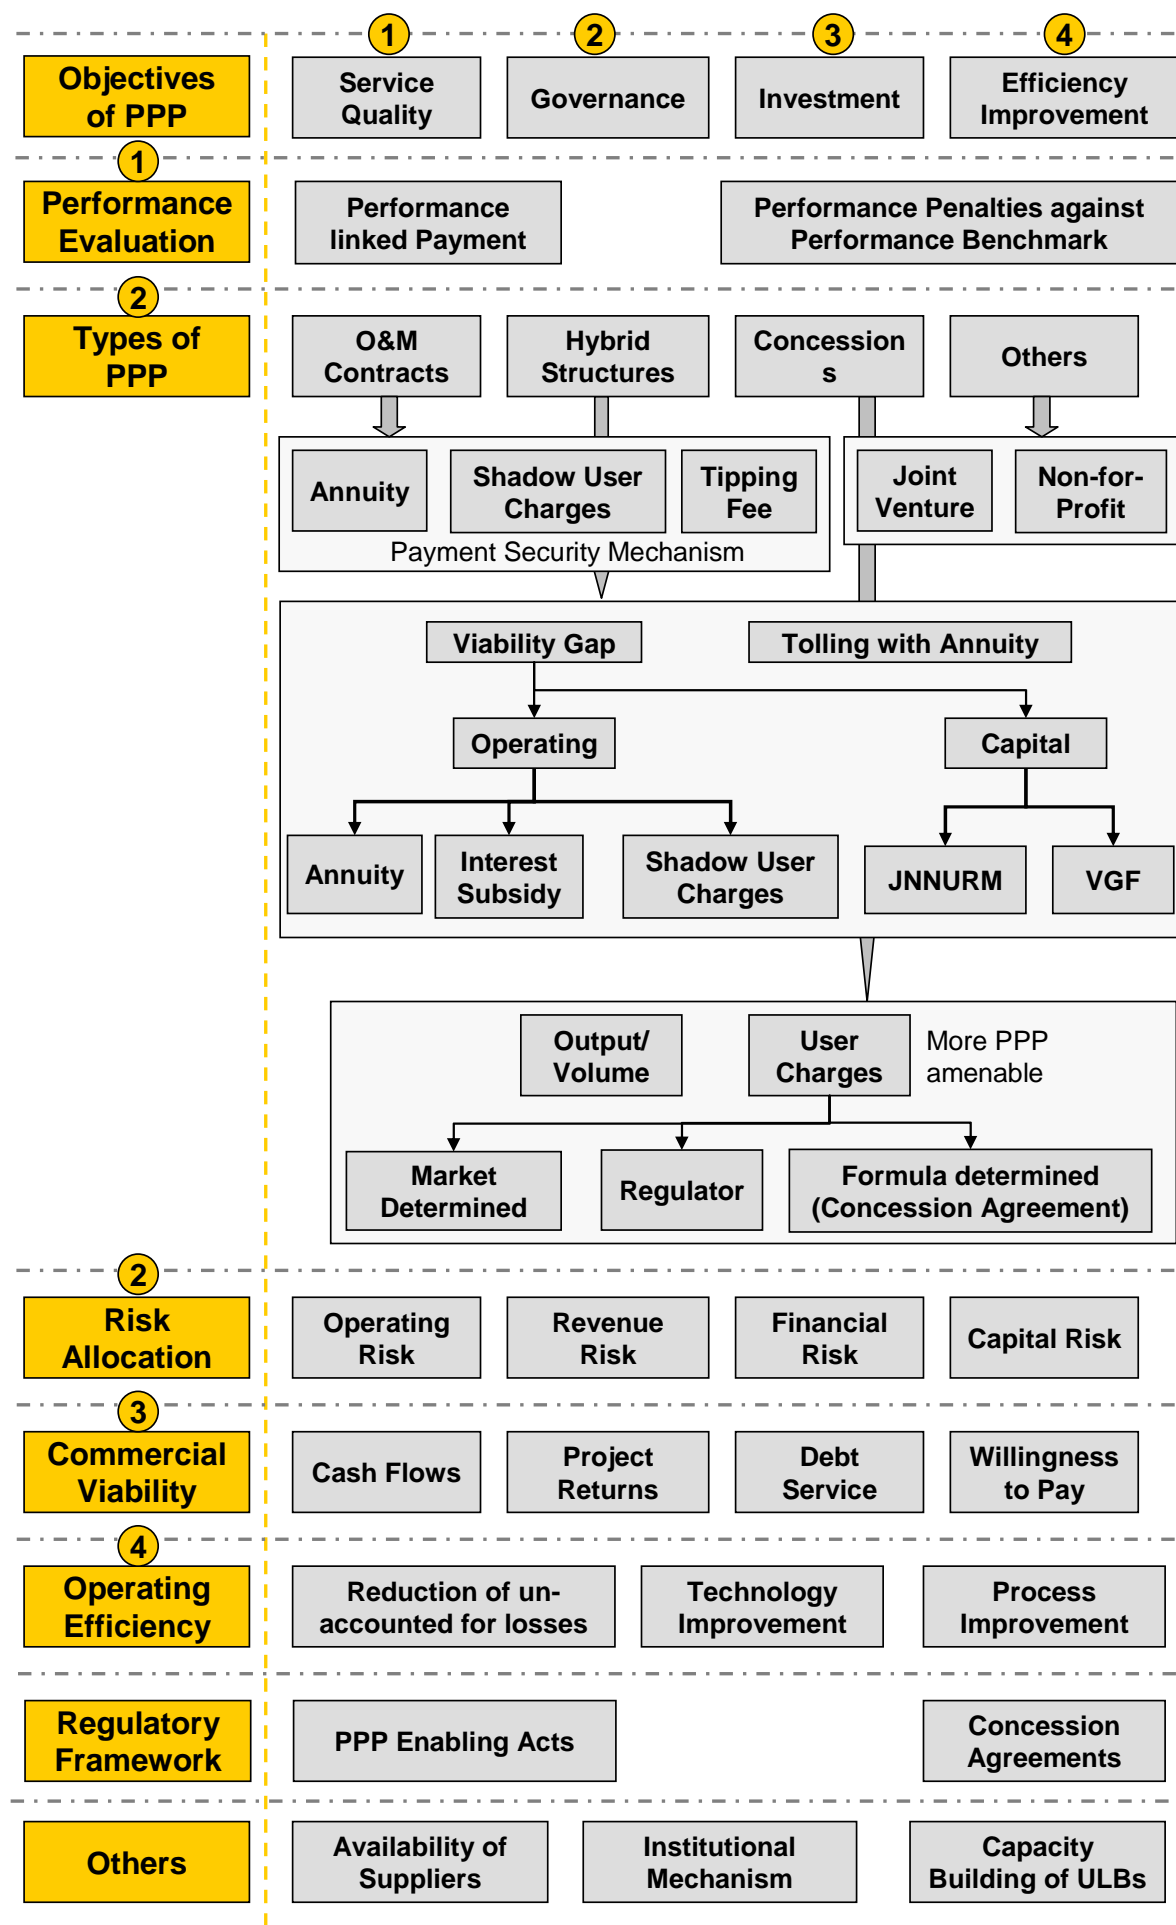 1
2
3
4
Objectives
of PPP
Service
Quality
Governance
Investment
Efficiency
Improvement
1
Performance
Evaluation
Performance
linked Payment
Performance Penalties against
Performance Benchmark
2
Types of
PPP
O&M
Contracts
Hybrid
Structures
Concession
s
Others
Annuity
Shadow User
Charges
Tipping
Fee
Payment Security Mechanism
Joint
Venture
Non-for-
Profit
Viability Gap
Tolling with Annuity
Operating
Capital
Annuity
Interest
Subsidy
Shadow User
Charges
JNNURM
VGF
Output/
Volume
User
Charges
More PPP
amenable
Market
Determined
Regulator
Formula determined
(Concession Agreement)
2
Risk
Allocation
Operating
Risk
Revenue
Risk
Financial
Risk
Capital Risk
3
Commercial
Viability
Cash Flows
Project
Returns
Debt
Service
Willingness
to Pay
4
Operating
Efficiency
Reduction of un-
accounted for losses
Technology
Improvement
Process
Improvement
Regulatory
Framework
PPP Enabling Acts
Concession
Agreements
Others
Availability of
Suppliers
Institutional
Mechanism
Capacity
Building of ULBs